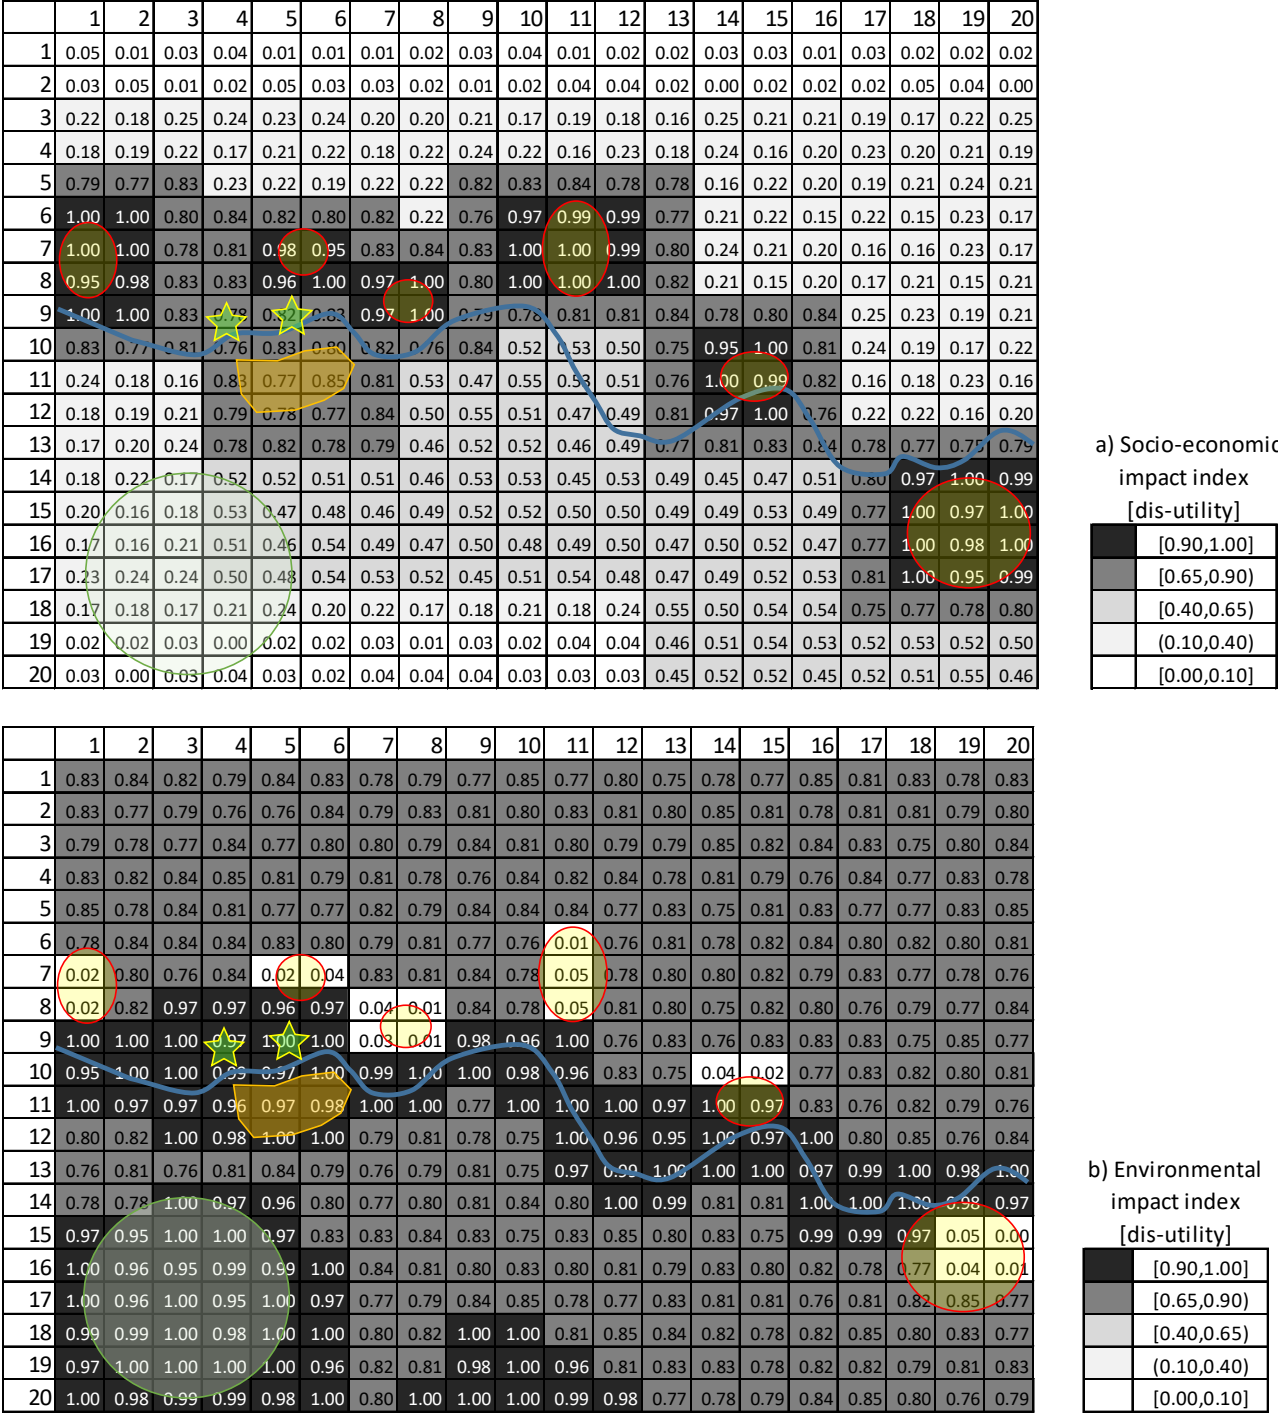 1 2 3 4 5 6 7 8 9 10 11 12 13 14 15 16 17 18 19 20
1 0.05 0.01 0.03 0.04 0.01 0.01 0.01 0.02 0.03 0.04 0.01 0.02 0.02 0.03 0.03 0.01 0.03 0.02 0.02 0.02
2 0.03 0.05 0.01 0.02 0.05 0.03 0.03 0.02 0.01 0.02 0.04 0.04 0.02 0.00 0.02 0.02 0.02 0.05 0.04 0.00
3 0.22 0.18 0.25 0.24 0.23 0.24 0.20 0.20 0.21 0.17 0.19 0.18 0.16 0.25 0.21 0.21 0.19 0.17 0.22 0.25
4 0.18 0.19 0.22 0.17 0.21 0.22 0.18 0.22 0.24 0.22 0.16 0.23 0.18 0.24 0.16 0.20 0.23 0.20 0.21 0.19
5 0.79 0.77 0.83 0.23 0.22 0.19 0.22 0.22 0.82 0.83 0.84 0.78 0.78 0.16 0.22 0.20 0.19 0.21 0.24 0.21
6 1.00 1.00 0.80 0.84 0.82 0.80 0.82 0.22 0.76 0.97 0.99 0.99 0.77 0.21 0.22 0.15 0.22 0.15 0.23 0.17
7 1.00 1.00 0.78 0.81 0.98 0.95 0.83 0.84 0.83 1.00 1.00 0.99 0.80 0.24 0.21 0.20 0.16 0.16 0.23 0.17
8 0.95 0.98 0.83 0.83 0.96 1.00 0.97 1.00 0.80 1.00 1.00 1.00 0.82 0.21 0.15 0.20 0.17 0.21 0.15 0.21
9 1.00 1.00 0.83 0.83 0.97 1.00 0.79 0.78 0.81 0.81 0.84 0.78 0.80 0.84 0.25 0.23 0.19 0.21
10 0.83 0.77 0.81 0.76 0.83 0.80 0.82 0.76 0.84 0.52 0.53 0.50 0.75 0.95 1.00 0.81 0.24 0.19 0.17 0.22
11 0.24 0.18 0.16 0.83 0.77 0.85 0.81 0.53 0.47 0.55 0.53 0.51 0.76 1.00 0.99 0.82 0.16 0.18 0.23 0.16
12 0.18 0.19 0.21 0.79 0.78 0.77 0.84 0.50 0.55 0.51 0.47 0.49 0.81 0.97 1.00 0.76 0.22 0.22 0.16 0.20
13 0.17 0.20 0.24 0.78 0.82 0.78 0.79 0.46 0.52 0.52 0.46 0.49 0.77 0.81 0.83 0.84 0.78 0.77 0.75 0.79
14 0.18 0.22 0.17 0.52 0.51 0.51 0.46 0.53 0.53 0.45 0.53 0.49 0.45 0.47 0.51 0.80 0.97 1.00 0.99
15 0.20 0.16 0.18 0.53 0.47 0.48 0.46 0.49 0.52 0.52 0.50 0.50 0.49 0.49 0.53 0.49 0.77 1.00 0.97 1.00
16 0.17 0.16 0.21 0.51 0.46 0.54 0.49 0.47 0.50 0.48 0.49 0.50 0.47 0.50 0.52 0.47 0.77 1.00 0.98 1.00
17 0.23 0.24 0.24 0.50 0.48 0.54 0.53 0.52 0.45 0.51 0.54 0.48 0.47 0.49 0.52 0.53 0.81 1.00 0.95 0.99
18 0.17 0.18 0.17 0.21 0.24 0.20 0.22 0.17 0.18 0.21 0.18 0.24 0.55 0.50 0.54 0.54 0.75 0.77 0.78 0.80
19 0.02 0.02 0.03 0.00 0.02 0.02 0.03 0.01 0.03 0.02 0.04 0.04 0.46 0.51 0.54 0.53 0.52 0.53 0.52 0.50
20 0.03 0.00 0.03 0.04 0.03 0.02 0.04 0.04 0.04 0.03 0.03 0.03 0.45 0.52 0.52 0.45 0.52 0.51 0.55 0.46
a) Socio-economic
impact index
[dis-utility]
[0.90,1.00]
[0.65,0.90)
[0.40,0.65)
(0.10,0.40)
[0.00,0.10]
1 2 3 4 5 6 7 8 9 10 11 12 13 14 15 16 17 18 19 20
1 0.83 0.84 0.82 0.79 0.84 0.83 0.78 0.79 0.77 0.85 0.77 0.80 0.75 0.78 0.77 0.85 0.81 0.83 0.78 0.83
2 0.83 0.77 0.79 0.76 0.76 0.84 0.79 0.83 0.81 0.80 0.83 0.81 0.80 0.85 0.81 0.78 0.81 0.81 0.79 0.80
3 0.79 0.78 0.77 0.84 0.77 0.80 0.80 0.79 0.84 0.81 0.80 0.79 0.79 0.85 0.82 0.84 0.83 0.75 0.80 0.84
4 0.83 0.82 0.84 0.85 0.81 0.79 0.81 0.78 0.76 0.84 0.82 0.84 0.78 0.81 0.79 0.76 0.84 0.77 0.83 0.78
5 0.85 0.78 0.84 0.81 0.77 0.77 0.82 0.79 0.84 0.84 0.84 0.77 0.83 0.75 0.81 0.83 0.77 0.77 0.83 0.85
6 0.78 0.84 0.84 0.84 0.83 0.80 0.79 0.81 0.77 0.76 0.01 0.76 0.81 0.78 0.82 0.84 0.80 0.82 0.80 0.81
7 0.02 0.80 0.76 0.84 0.02 0.04 0.83 0.81 0.84 0.78 0.05 0.78 0.80 0.80 0.82 0.79 0.83 0.77 0.78 0.76
8 0.02 0.82 0.97 0.97 0.96 0.97 0.04 0.01 0.84 0.78 0.05 0.81 0.80 0.75 0.82 0.80 0.76 0.79 0.77 0.84
9 1.00 1.00 1.00 0.97 1.00 1.00 0.03 0.01 0.98 0.96 1.00 0.76 0.83 0.76 0.83 0.83 0.83 0.75 0.85 0.77
10 0.95 1.00 1.00 0.99 0.97 1.00 0.99 1.00 1.00 0.98 0.96 0.83 0.75 0.04 0.02 0.77 0.83 0.82 0.80 0.81
11 1.00 0.97 0.97 0.96 0.97 0.98 1.00 1.00 0.77 1.00 1.00 1.00 0.97 1.00 0.97 0.83 0.76 0.82 0.79 0.76
12 0.80 0.82 1.00 0.98 1.00 1.00 0.79 0.81 0.78 0.75 1.00 0.96 0.95 1.00 0.97 1.00 0.80 0.85 0.76 0.84
13 0.76 0.81 0.76 0.81 0.84 0.79 0.76 0.79 0.81 0.75 0.97 0.99 1.00 1.00 1.00 0.97 0.99 1.00 0.98 1.00
14 0.78 0.78 1.00 0.97 0.96 0.80 0.77 0.80 0.81 0.84 0.80 1.00 0.99 0.81 0.81 1.00 1.00 1.00 0.98 0.97
15 0.97 0.95 1.00 1.00 0.97 0.83 0.83 0.84 0.83 0.75 0.77 0.82 0.83 0.82 0.75 0.99 0.99 0.97 0.05 0.00
16 1.00 0.96 0.95 0.99 0.99 1.00 0.84 0.81 0.80 0.83 0.80 0.81 0.79 0.83 0.80 0.82 0.78 0.77 0.04 0.01
17 1.00 0.96 1.00 0.95 1.00 0.97 0.77 0.79 0.84 0.85 0.78 0.77 0.83 0.81 0.81 0.76 0.81 0.82 0.85 0.77
18 0.99 0.99 1.00 0.98 1.00 1.00 0.80 0.82 1.00 1.00 0.81 0.85 0.84 0.82 0.78 0.82 0.85 0.80 0.83 0.77
19 0.97 1.00 1.00 1.00 1.00 0.96 0.82 0.81 0.98 1.00 0.96 0.81 0.83 0.83 0.78 0.82 0.82 0.79 0.81 0.83
20 1.00 0.98 0.99 0.99 0.98 1.00 0.80 1.00 1.00 1.00 0.99 0.98 0.77 0.78 0.79 0.84 0.85 0.80 0.76 0.79
b) Environmental
impact index
[dis-utility]
[0.90,1.00]
[0.65,0.90)
[0.40,0.65)
(0.10,0.40)
[0.00,0.10]